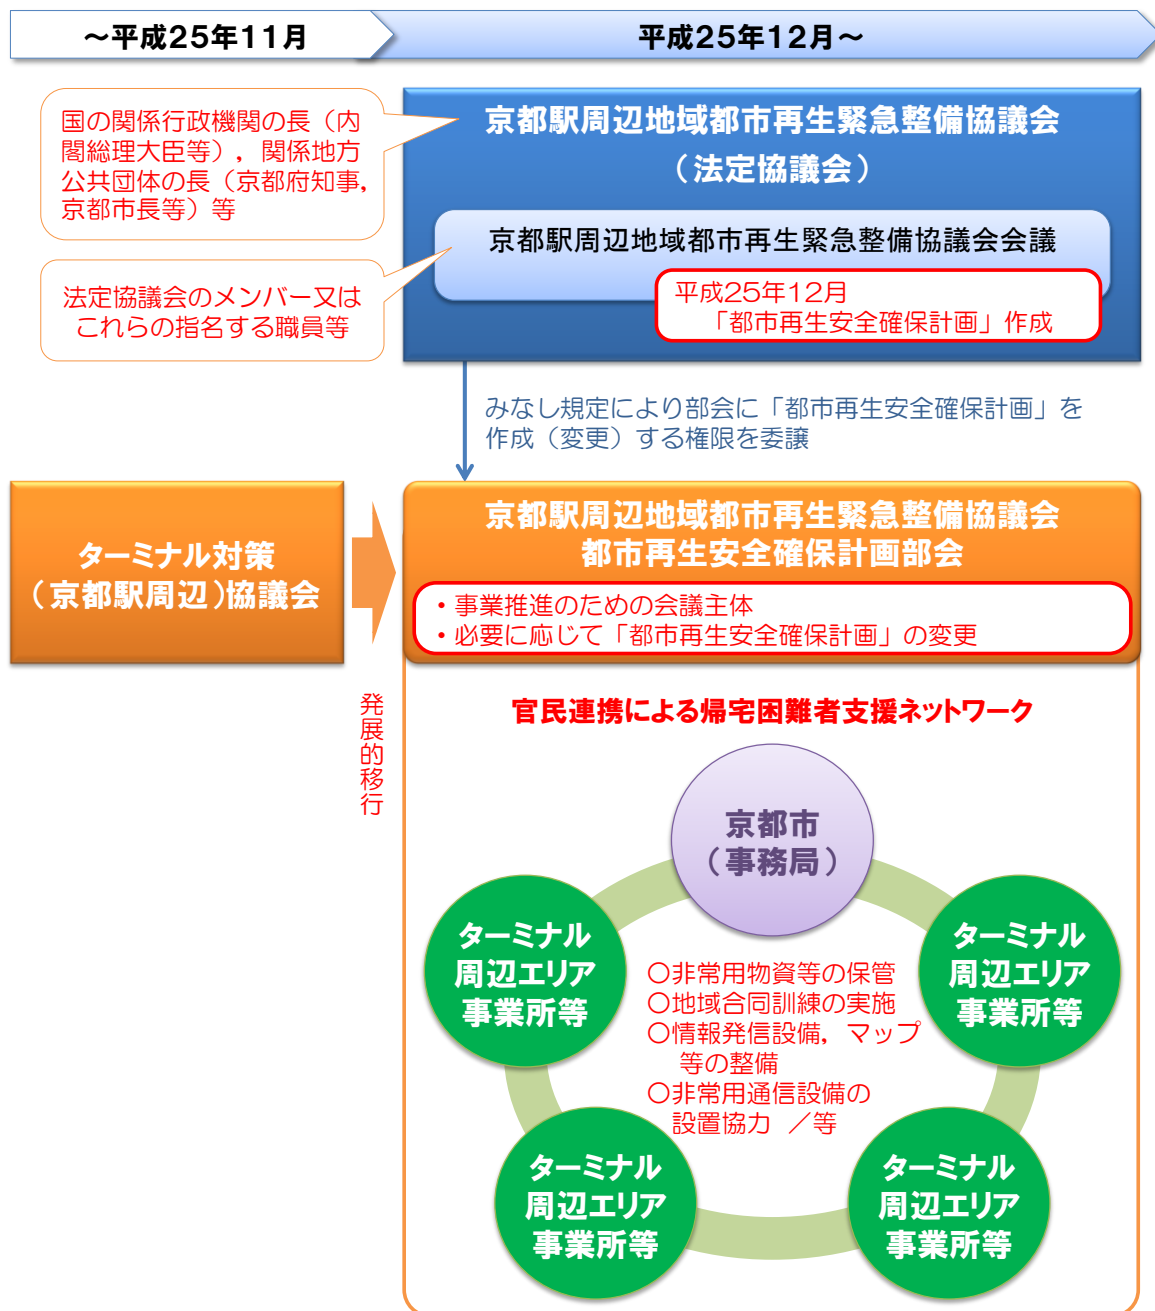 ～平成25年11月
平成25年12月～
国の関係行政機関の長（内
閣総理大臣等），関係地方
公共団体の長（京都府知事，
京都市長等）等
京都駅周辺地域都市再生緊急整備協議会
（法定協議会）
京都駅周辺地域都市再生緊急整備協議会会議
法定協議会のメンバー又は
これらの指名する職員等
平成25年12月
「都市再生安全確保計画」作成
みなし規定により部会に「都市再生安全確保計画」を
作成（変更）する権限を委譲
ターミナル対策
（京都駅周辺）協議会
京都駅周辺地域都市再生緊急整備協議会
都市再生安全確保計画部会
・事業推進のための会議主体
・必要に応じて「都市再生安全確保計画」の変更
発展的移行
官民連携による帰宅困難者支援ネットワーク
京都市
（事務局）
ターミナル
周辺エリア
事業所等
ターミナル
周辺エリア
事業所等
○非常用物資等の保管
○地域合同訓練の実施
○情報発信設備，マップ
等の整備
○非常用通信設備の
設置協力　／等
ターミナル
周辺エリア
事業所等
ターミナル
周辺エリア
事業所等